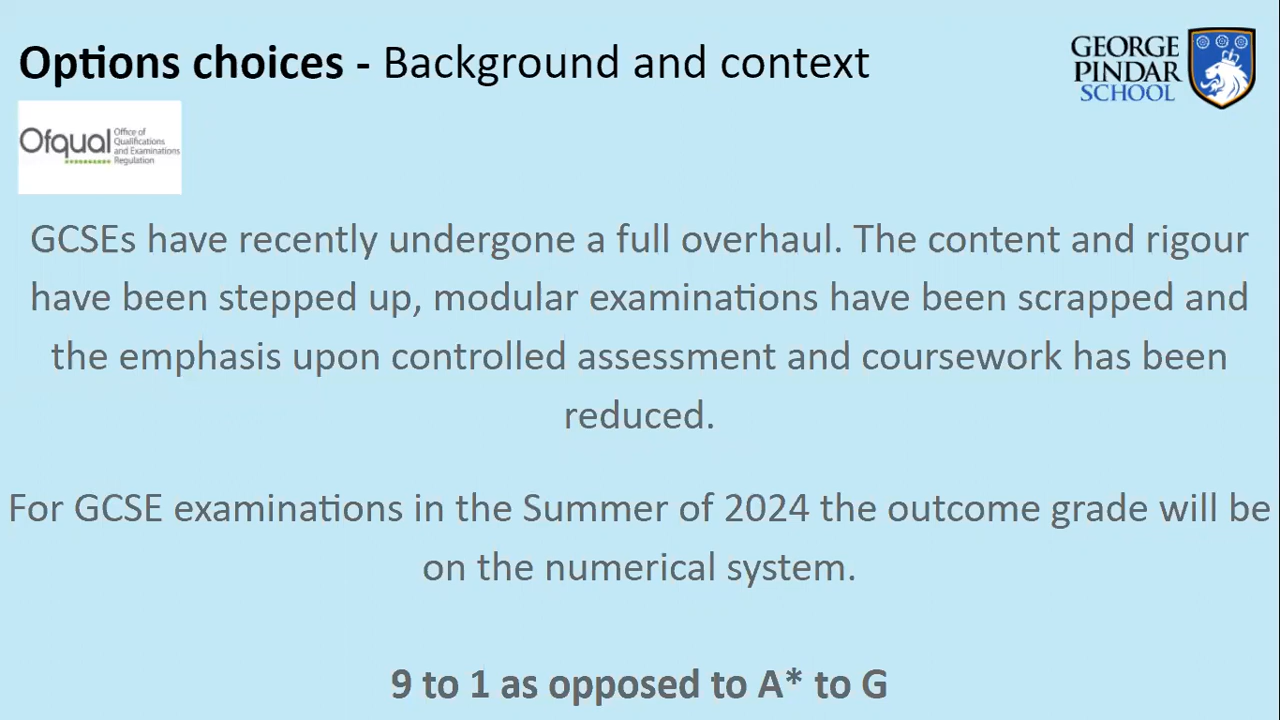 Options choices - Background and context
GEORGE
PINDAR
SCHOOL
Ofqual
Office of
Qualifications
and Examinations
Regulation
GCSEs have recently undergone a full overhaul. The content and rigour
have been stepped up, modular examinations have been scrapped and
the emphasis upon controlled assessment and coursework has been
reduced.
For GCSE examinations in the Summer of 2024 the outcome grade will be
on the numerical system.
9 to 1 as opposed to A* to G